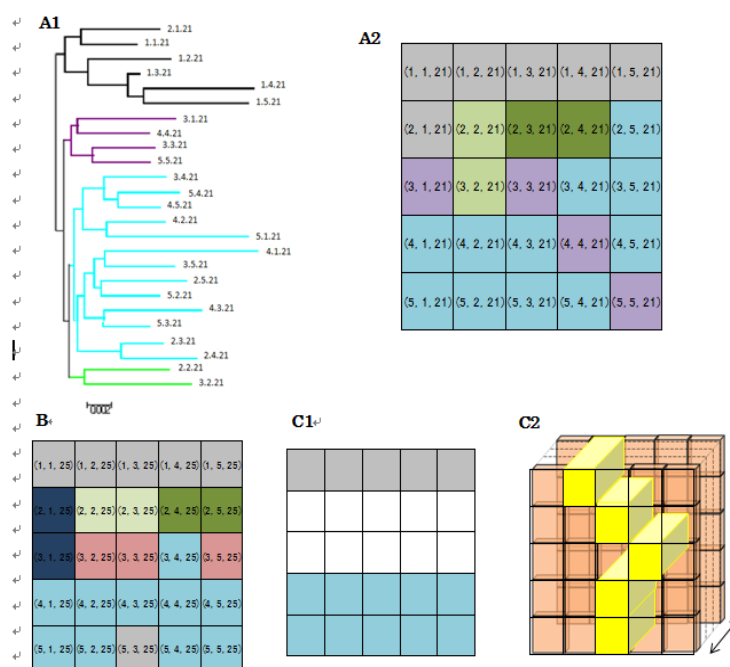 A1
2.1.21
1.1.21
1.2.21
1.3.21
1.4.21
1.5.21
3.1.21
4.4.21
3.3.21
5.5.21
3.4.21
5.4.21
4.5.21
4.2.21
5.1.21
4.1.21
3.5.21
2.5.21
5.2.21
4.3.21
5.3.21
2.3.21
2.4.21
2.2.21
3.2.21
0.002
A2
(1, 1, 21) (1, 2, 21) (1, 3, 21) (1, 4, 21) (1, 5, 21)
(2, 1, 21) (2, 2, 21) (2, 3, 21) (2, 4, 21) (2, 5, 21)
(3, 1, 21) (3, 2, 21) (3, 3, 21) (3, 4, 21) (3, 5, 21)
(4, 1, 21) (4, 2, 21) (4, 3, 21) (4, 4, 21) (4, 5, 21)
(5, 1, 21) (5, 2, 21) (5, 3, 21) (5, 4, 21) (5, 5, 21)
B
(1, 1, 25) (1, 2, 25) (1, 3, 25) (1, 4, 25) (1, 5, 25)
(2, 1, 25) (2, 2, 25) (2, 3, 25) (2, 4, 25) (2, 5, 25)
(3, 1, 25) (3, 2, 25) (3, 3, 25) (3, 4, 25) (3, 5, 25)
(4, 1, 25) (4, 2, 25) (4, 3, 25) (4, 4, 25) (4, 5, 25)
(5, 1, 25) (5, 2, 25) (5, 3, 25) (5, 4, 25) (5, 5, 25)
C1
C2